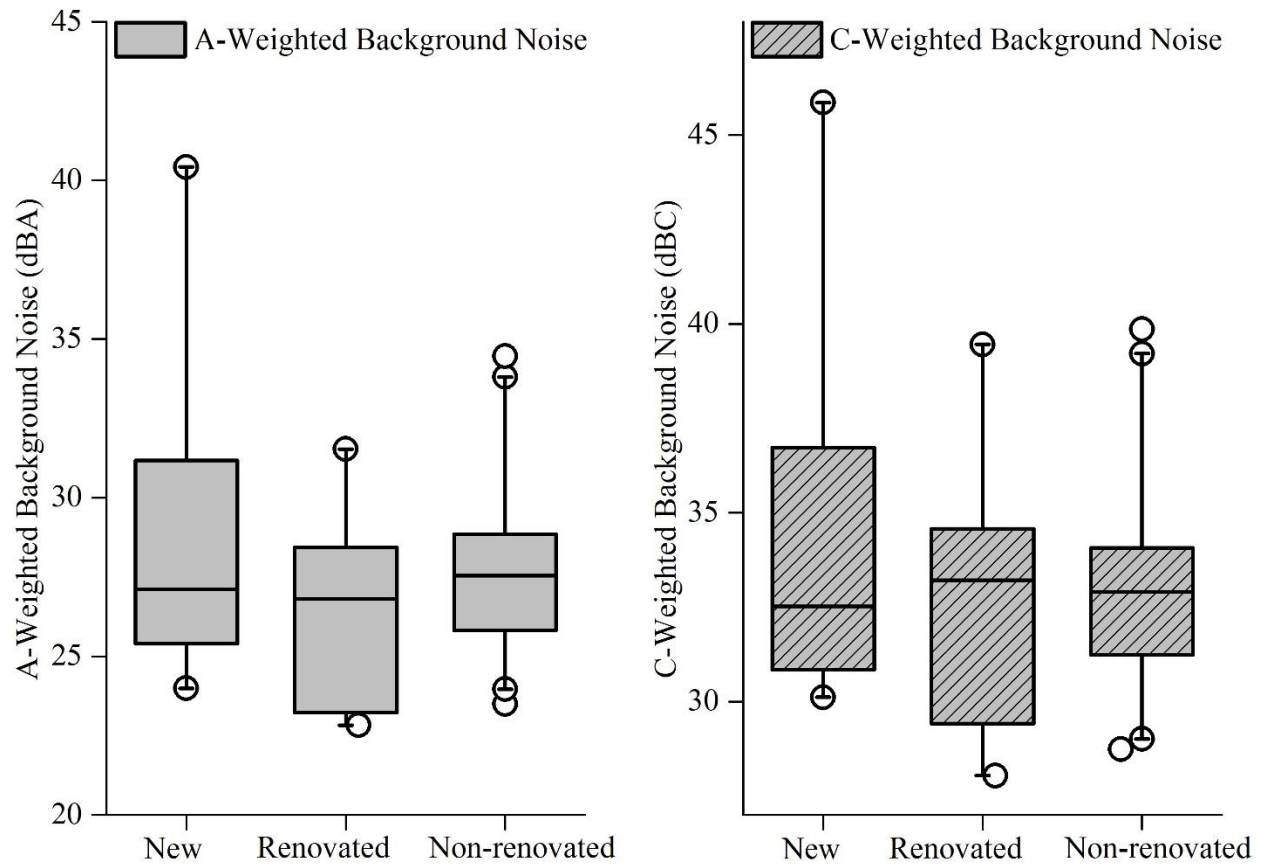 A-Weighted Background Noise
A-Weighted Background Noise (dBA)
45
40
35
30
25
20
New
Renovated
Non-renovated
C-Weighted Background Noise
C-Weighted Background Noise (dBC)
45
40
35
30
New
Renovated
Non-renovated